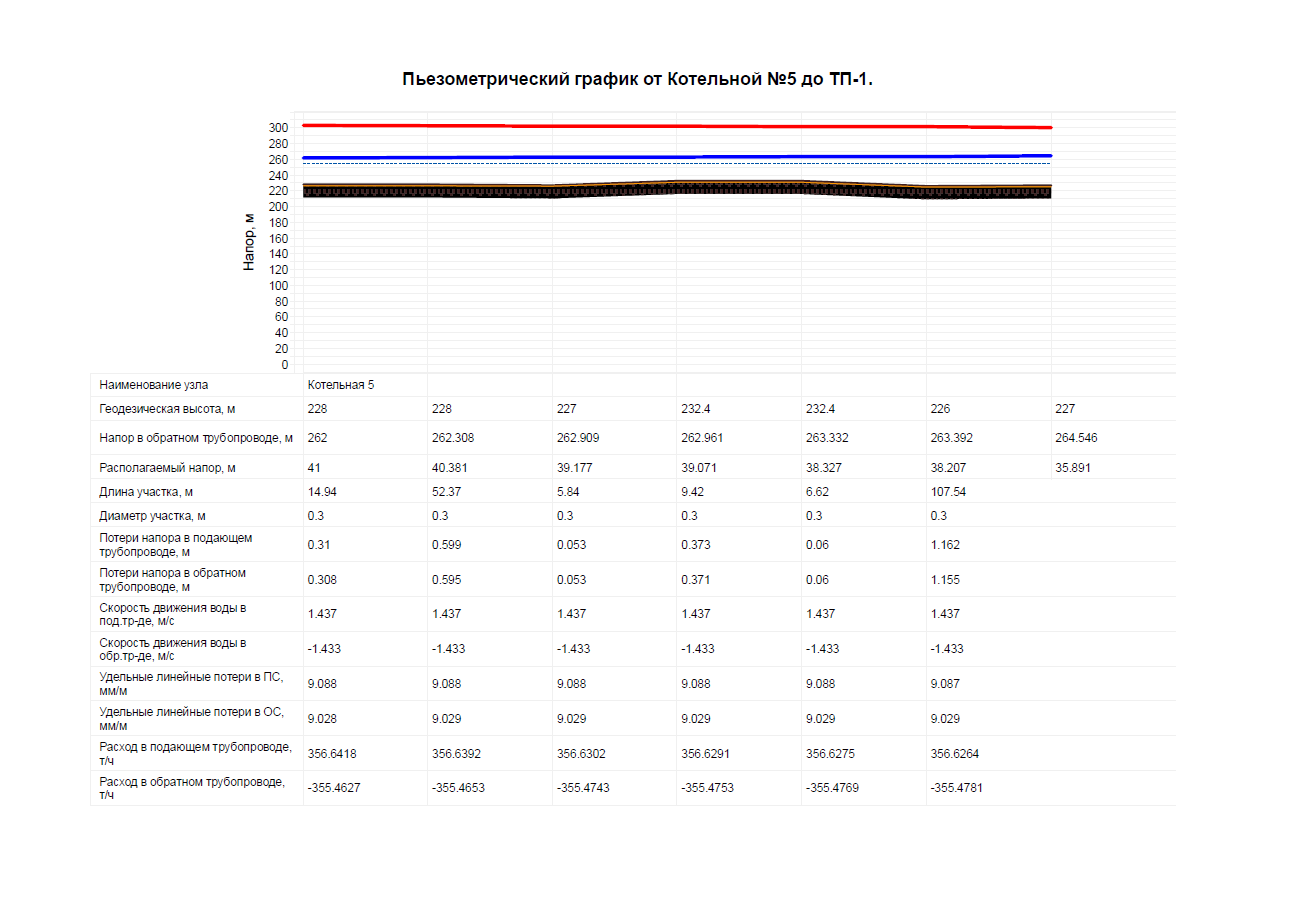 Пьезометрический график от Котельной №5 до ТП-1.
300
280
260
240
220
200
180
160
140
120
100
80
60
40
20
0
Напор, м
Наименование узла Котельная 5
Геодезическая высота, м 228 228 227 232.4 232.4 226 227
Напор в обратном трубопроводе, м 262 262.308 262.909 262.961 263.332 263.392 264.546
Располагаемый напор, м 41 40.381 39.177 39.071 38.327 38.207 35.891
Длина участка, м 14.94 52.37 5.84 9.42 6.62 107.54
Диаметр участка, м 0.3 0.3 0.3 0.3 0.3 0.3
Потери напора в подающем
трубопроводе, м 0.31 0.599 0.053 0.373 0.06 1.162
Потери напора в обратном
трубопроводе, м 0.308 0.595 0.053 0.371 0.06 1.155
Скорость движения воды в
под.тр-де, м/с 1.437 1.437 1.437 1.437 1.437 1.437
Скорость движения воды в
обр.тр-де, м/с -1.433 -1.433 -1.433 -1.433 -1.433 -1.433
Удельные линейные потери в ПС,
мм/м 9.088 9.088 9.088 9.088 9.088 9.087
Удельные линейные потери в ОС,
мм/м 9.028 9.029 9.029 9.029 9.029 9.029
Расход в подающем трубопроводе,
т/ч 356.6418 356.6392 356.6302 356.6291 356.6275 356.6264
Расход в обратном трубопроводе,
т/ч -355.4627 -355.4653 -355.4743 -355.4753 -355.4769 -355.4781